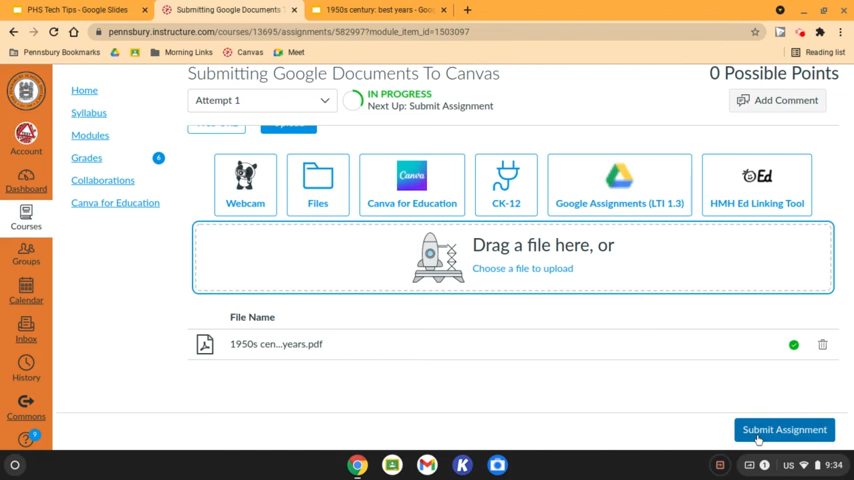 PHS Tech Tips - Google Slides
Submitting Google Documents T
1950s century: best years - Goo
pennsbury.instructure.com/courses/13695/assignments/582997?module_item_id=1503097
Pennsbury Bookmarks
Morning Links
Canvas
Meet
Reading list
Submitting Google Documents To Canvas
0 Possible Points
Attempt 1
IN PROGRESS
Next Up: Submit Assignment
Add Comment
Home
Syllabus
Modules
Grades
6
Collaborations
Canvas for Education
Account
Dashboard
Courses
Groups
Calendar
Inbox
History
Commons
9
Webcam
Files
Canva
Canva for Education
CK-12
Google Assignments (LTI 1.3)
Ed
HMH Ed Linking Tool
Drag a file here, or
Choose a file to upload
File Name
1950s cen...years.pdf
Submit Assignment
K
1
US
9:34